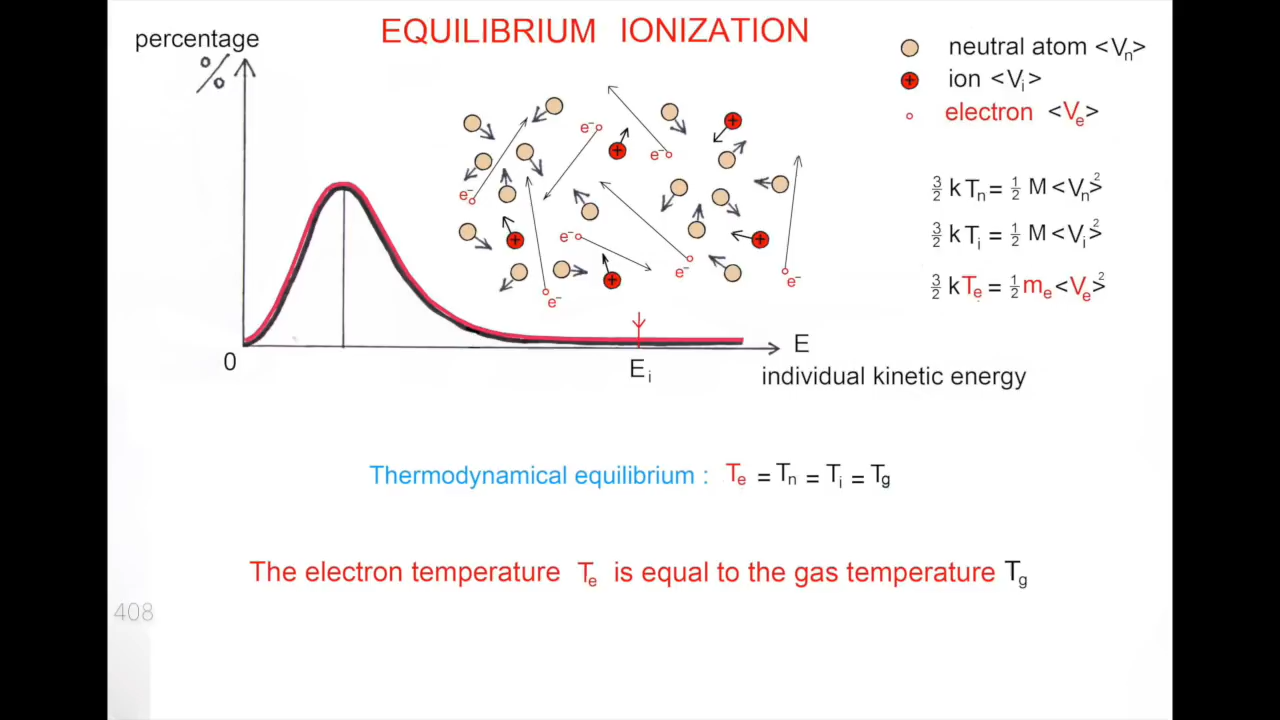 EQUILIBRIUM IONIZATION
percentage
%
neutral atom <Vn>
ion <Vi>
electron <Ve>
e⁻
e⁻
e⁻
e⁻
e⁻
e⁻
e⁻
3/2 kTn = 1/2 M <Vn>²
3/2 kTi = 1/2 M <Vi>²
3/2 kTe = 1/2 me <Ve>²
0
Ei
E
individual kinetic energy
Thermodynamical equilibrium : Te = Tn = Ti = Tg
The electron temperature Te is equal to the gas temperature Tg
408